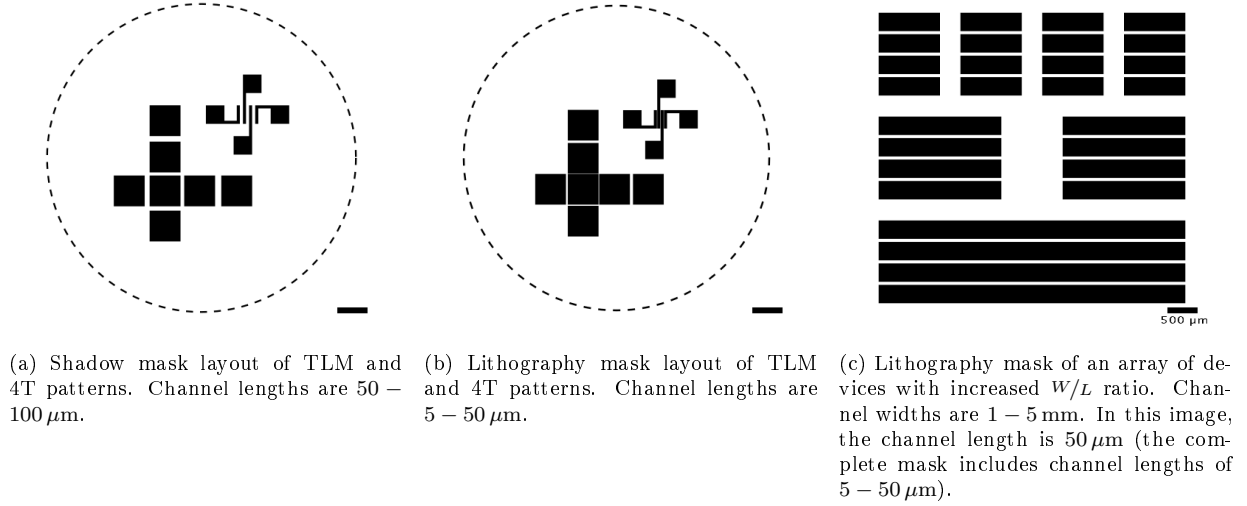 500 µm
(a) Shadow mask layout of TLM and
4T patterns. Channel lengths are 50 −
100 µm.
(b) Lithography mask layout of TLM
and 4T patterns. Channel lengths are
5 − 50 µm.
(c) Lithography mask of an array of de-
vices with increased W/L ratio. Chan-
nel widths are 1 − 5 mm. In this image,
the channel length is 50 µm (the com-
plete mask includes channel lengths of
5 − 50 µm).